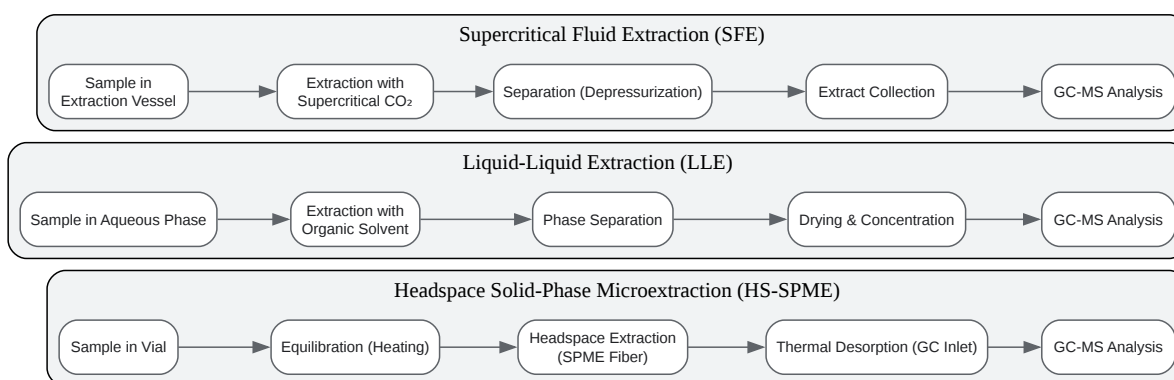 Supercritical Fluid Extraction (SFE)
Sample in
Extraction Vessel
Extraction with
Supercritical CO₂
Separation (Depressurization)
Extract Collection
GC-MS Analysis
Liquid-Liquid Extraction (LLE)
Sample in Aqueous Phase
Extraction with
Organic Solvent
Phase Separation
Drying & Concentration
GC-MS Analysis
Headspace Solid-Phase Microextraction (HS-SPME)
Sample in Vial
Equilibration (Heating)
Headspace Extraction
(SPME Fiber)
Thermal Desorption (GC Inlet)
GC-MS Analysis